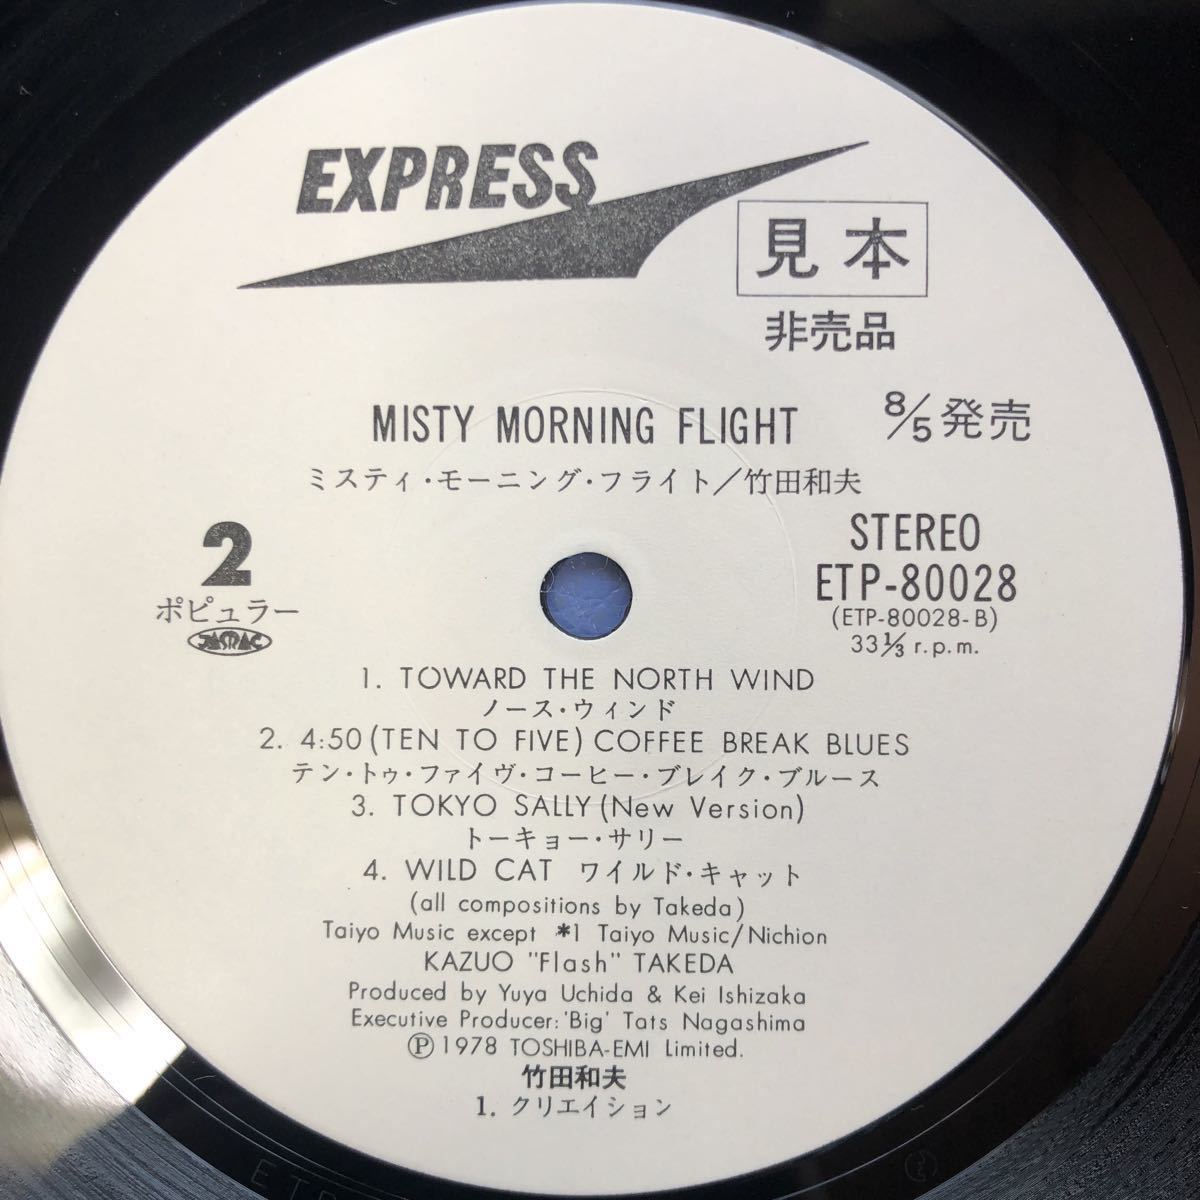 EXPRESS
見本
非売品
MISTY MORNING FLIGHT
8/5発売
ミスティ・モーニング・フライト/竹田和夫
2
ポピュラー
JASRAC
STEREO
ETP-80028
(ETP-80028-B)
33 1/3 r.p.m.
1. TOWARD THE NORTH WIND
ノース・ウィンド
2. 4:50 (TEN TO FIVE) COFFEE BREAK BLUES
テン・トゥ・ファイヴ・コーヒー・ブレイク・ブルース
3. TOKYO SALLY (New Version)
トーキョー・サリー
4. WILD CAT ワイルド・キャット
(all compositions by Takeda)
Taiyo Music except *1 Taiyo Music/Nichion
KAZUO "Flash" TAKEDA
Produced by Yuya Uchida & Kei Ishizaka
Executive Producer: 'Big' Tats Nagashima
Ⓟ 1978 TOSHIBA-EMI Limited.
竹田和夫
1. クリエイション